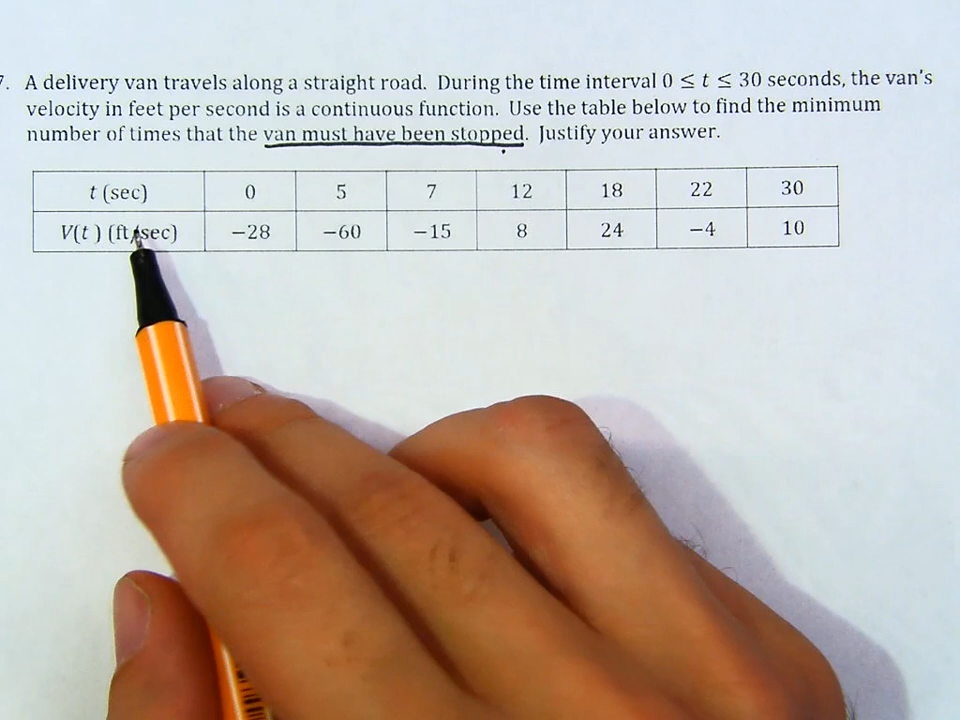 7. A delivery van travels along a straight road. During the time interval 0 ≤ t ≤ 30 seconds, the van's
velocity in feet per second is a continuous function. Use the table below to find the minimum
number of times that the van must have been stopped. Justify your answer.
t (sec) 0 5 7 12 18 22 30
V(t ) (ft/sec) −28 −60 −15 8 24 −4 10